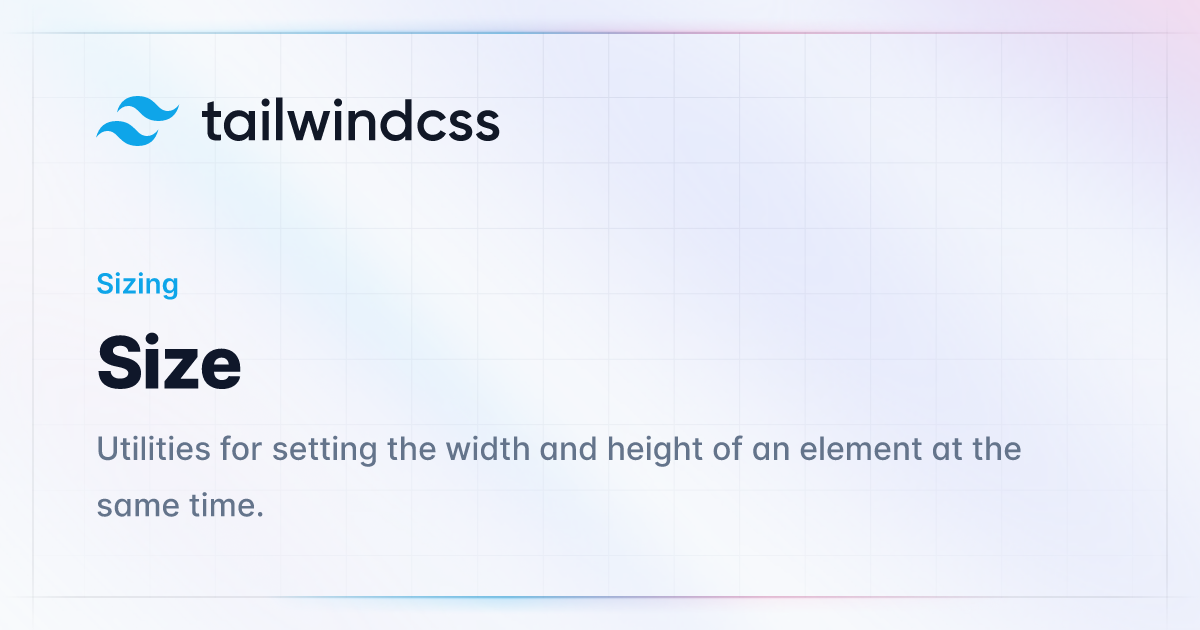 tailwindcss
Sizing
Size
Utilities for setting the width and height of an element at the
same time.